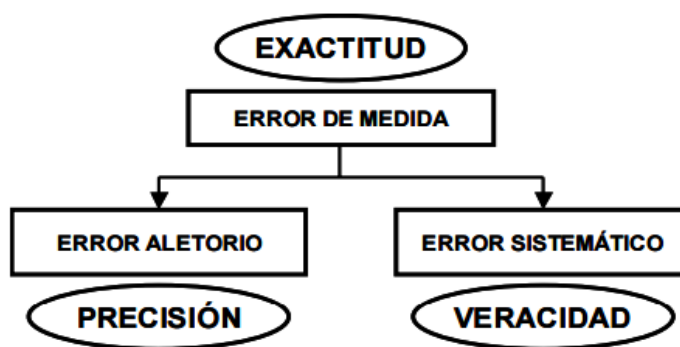 EXACTITUD
ERROR DE MEDIDA
ERROR ALETORIO
ERROR SISTEMÁTICO
PRECISIÓN
VERACIDAD